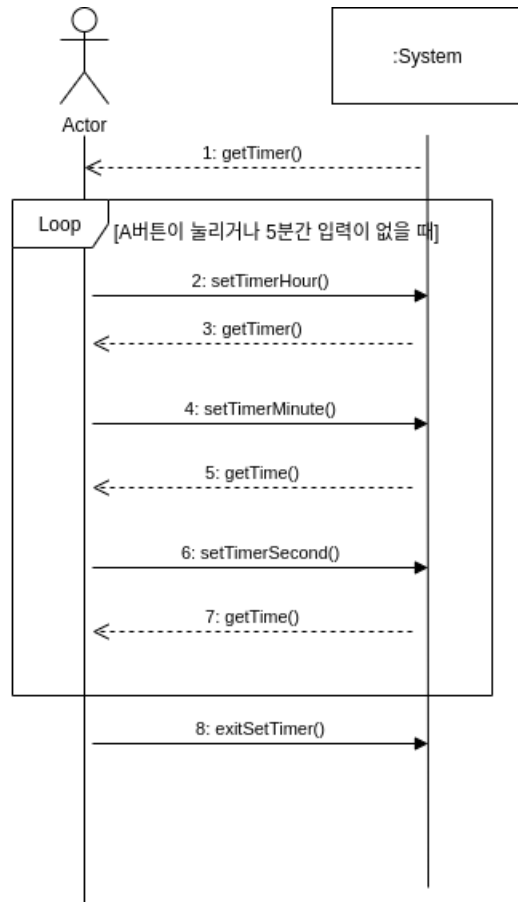 :System
Actor
1: getTimer()
Loop
[A버튼이 눌리거나 5분간 입력이 없을 때]
2: setTimerHour()
3: getTimer()
4: setTimerMinute()
5: getTime()
6: setTimerSecond()
7: getTime()
8: exitSetTimer()